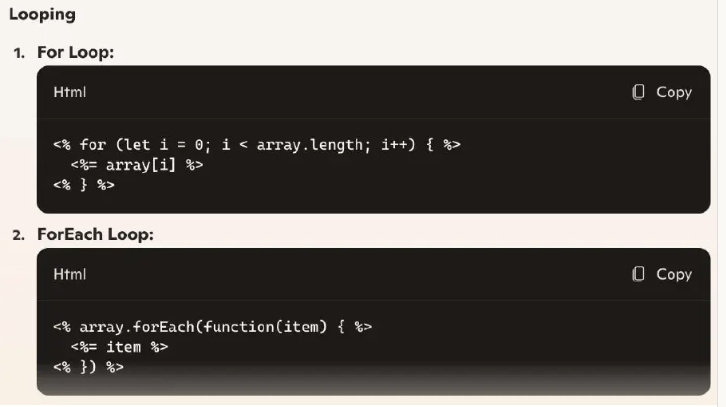 Looping
1. For Loop:
Html Copy
<% for (let i = 0; i < array.length; i++) { %>
<%= array[i] %>
<% } %>
2. ForEach Loop:
Html Copy
<% array.forEach(function(item) { %>
<%= item %>
<% }) %>